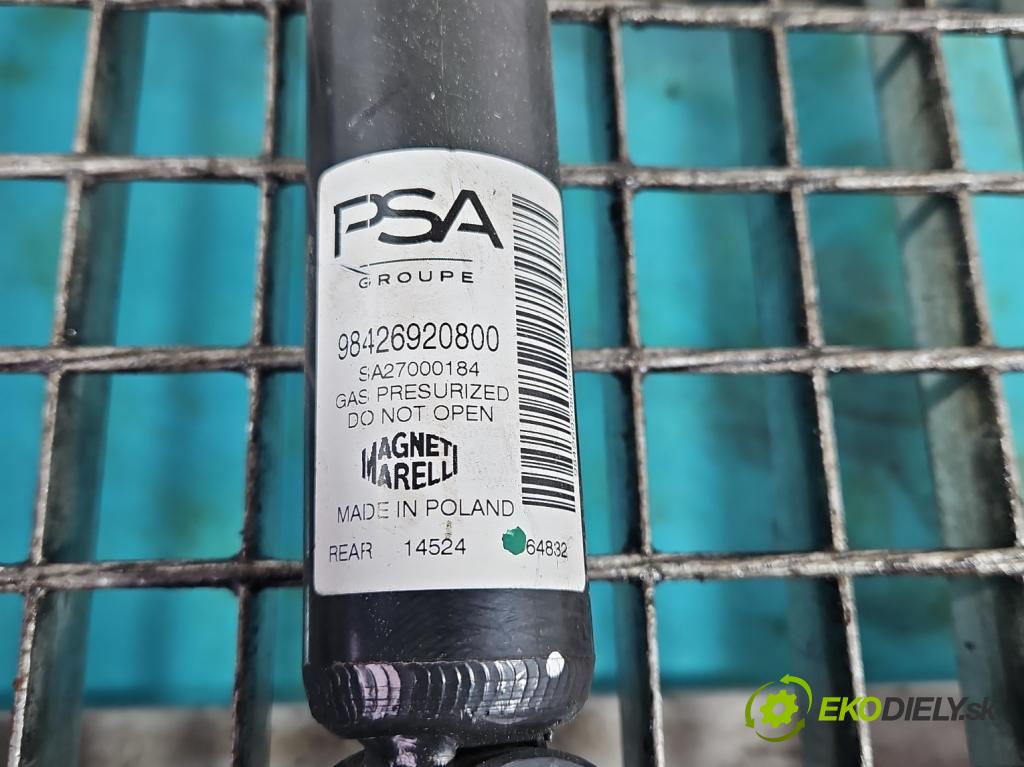 PSA
GROUPE
98426920800
SA27000184
GAS PRESURIZED
DO NOT OPEN
MAGNETI
MARELLI
MADE IN POLAND
REAR 14524 64832
EKODIELY.sk